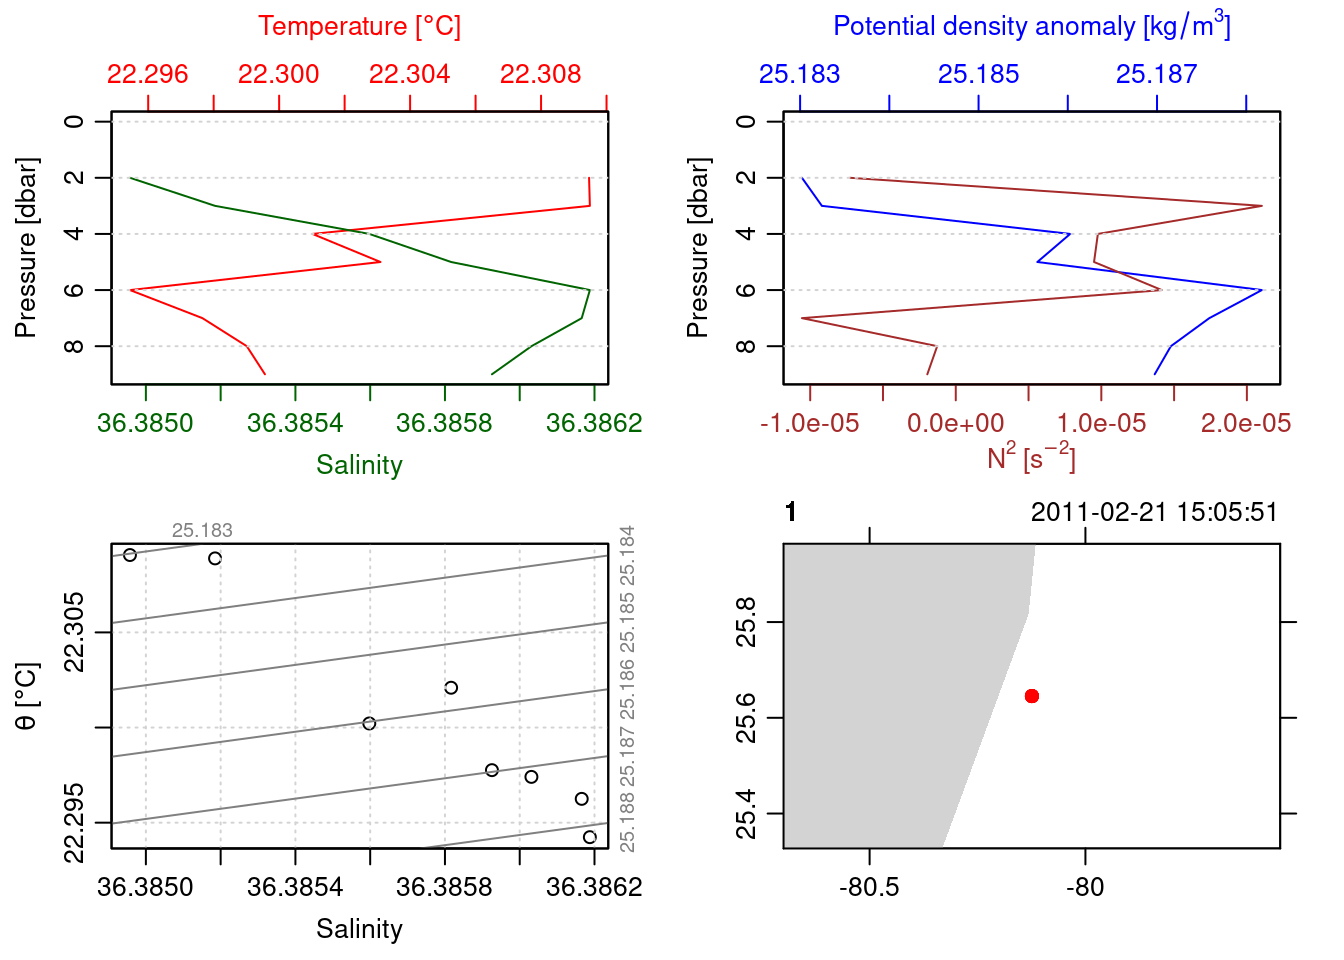 Temperature [°C]
22.296 22.300 22.304 22.308
Pressure [dbar]
0
2
4
6
8
36.3850 36.3854 36.3858 36.3862
Salinity
Potential density anomaly [kg/m³]
25.183 25.185 25.187
Pressure [dbar]
0
2
4
6
8
-1.0e-05 0.0e+00 1.0e-05 2.0e-05
N² [s⁻²]
25.183
θ [°C]
22.305
22.295
25.184
25.185
25.186
25.187
25.188
36.3850 36.3854 36.3858 36.3862
Salinity
1 2011-02-21 15:05:51
25.8
25.6
25.4
-80.5 -80